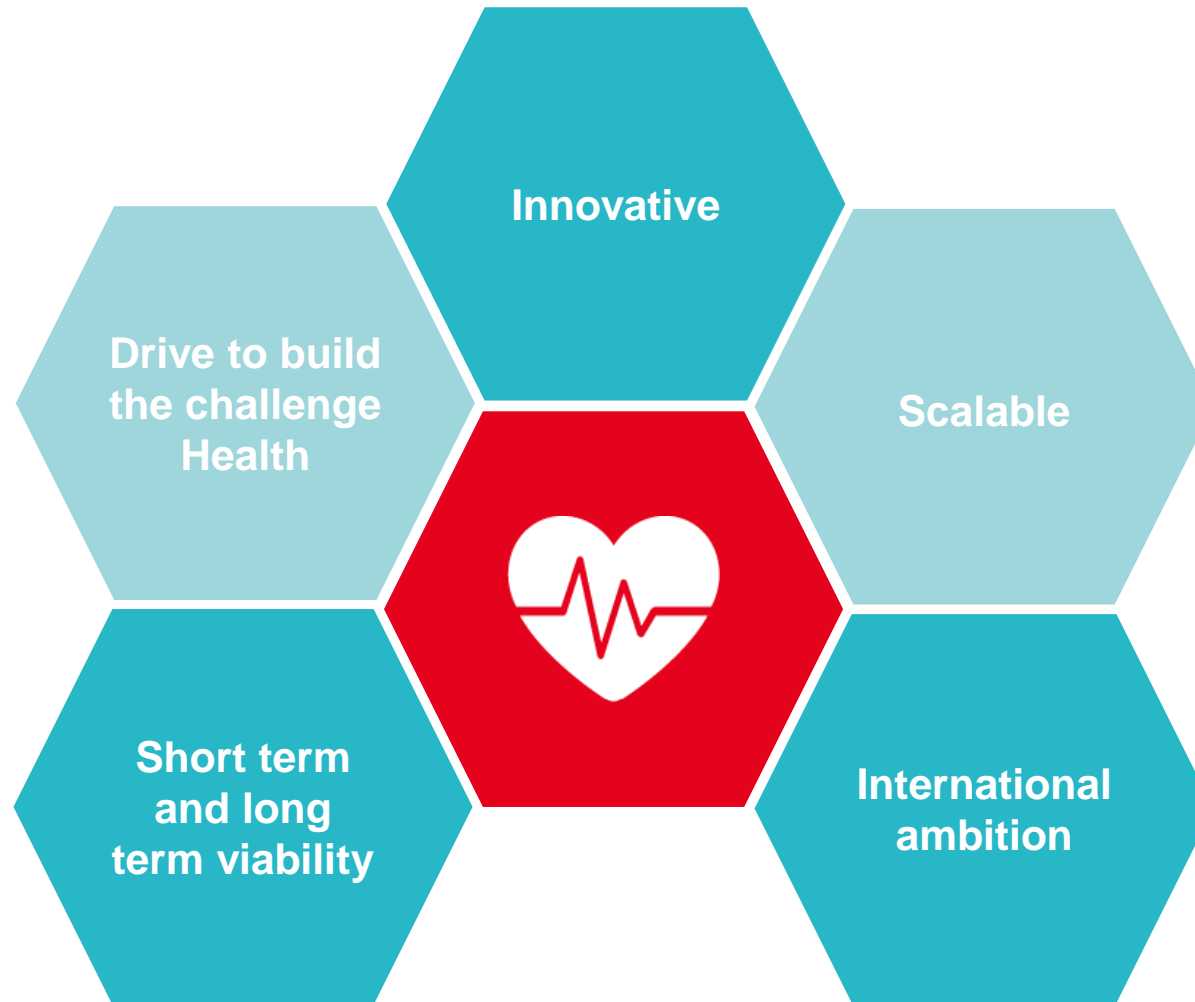 Innovative
Drive to build
the challenge
Health
Scalable
Short term
and long
term viability
International
ambition